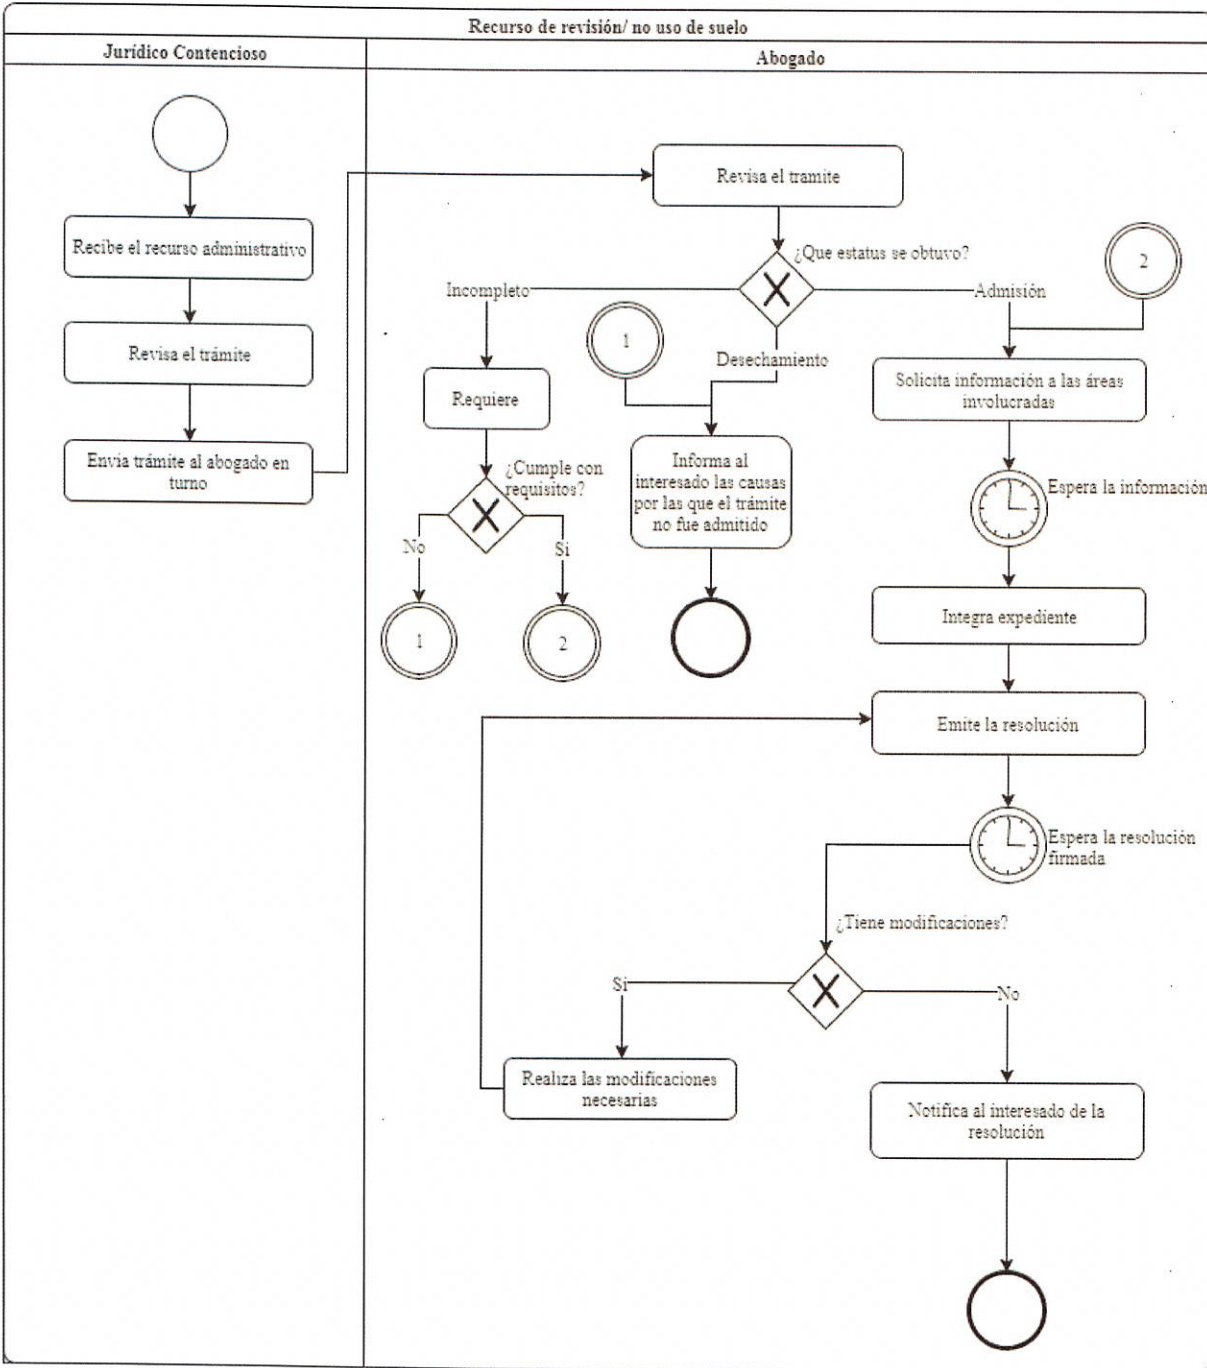 Recurso de revisión/ no uso de suelo
Jurídico Contencioso
Abogado
Recibe el recurso administrativo
Revisa el trámite
Envia trámite al abogado en
turno
Revisa el tramite
¿Que estatus se obtuvo?
Incompleto
Desechamiento
Admisión
1
2
Requiere
¿Cumple con
requisitos?
No
Si
1
2
Informa al
interesado las causas
por las que el trámite
no fue admitido
Solicita información a las áreas
involucradas
Espera la información
Integra expediente
Emite la resolución
Espera la resolución
firmada
¿Tiene modificaciones?
Si
No
Realiza las modificaciones
necesarias
Notifica al interesado de la
resolución